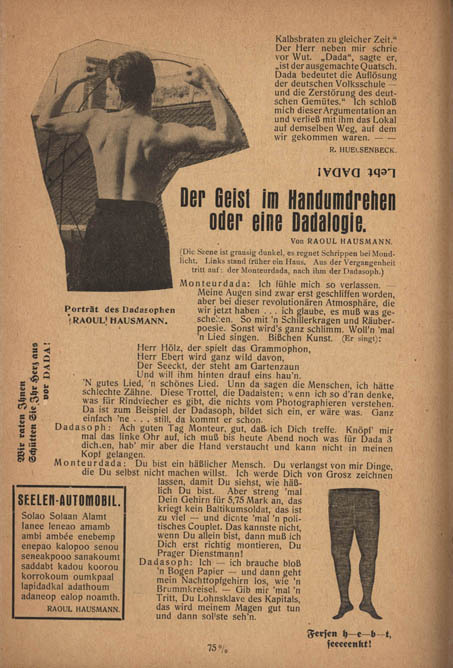 Kalbsbraten zu gleicher Zeit."
Der Herr neben mir schrie
vor Wut. „Dada", sagte er,
„ist der ausgemachte Quatsch.
Dada bedeutet die Auflösung
der deutschen Volksschule —
und die Zerstörung des deut-
schen Gemütes." Ich schloß
mich dieser Argumentation an
und verließ mit ihm das Lokal
auf demselben Weg, auf dem
wir gekommen waren. — —
R. HUELSENBECK.
Lebt DADA!
Der Geist im Handumdrehen
oder eine Dadalogie.
Von RAOUL HAUSMANN.
(Die Scene ist grausig dunkel, es regnet Schrippen bei Mond-
licht. Links stand früher ein Haus. Aus der Vergangenheit
tritt auf: der Monteurdada, nach ihm der Dadasoph.)
Porträt des Dadasophen
!RAOUL! HAUSMANN.
Monteurdada: Ich fühle mich so verlassen. —
Meine Augen sind zwar erst geschliffen worden,
aber bei dieser revolutionären Atmosphäre, die
wir jetzt haben . . . ich glaube, es muß was ge-
schehen. So mit 'n Schillerkragen und Räuber-
poesie. Sonst wird's ganz schlimm. Woll'n 'mal
'n Lied singen. Bißchen Kunst. (Er singt):
Herr Hölz, der spielt das Grammophon,
Herr Ebert wird ganz wild davon,
Der Seeckt, der steht am Gartenzaun
Und will ihm hinten drauf eins hau'n.
'N gutes Lied, 'n schönes Lied. Unn da sagen die Menschen, ich hätte
schlechte Zähne. Diese Trottel, die Dadaisten; wenn ich so d'ran denke,
was für Rindviecher es gibt, die nichts vom Photographieren verstehen.
Da ist zum Beispiel der Dadasoph, bildet sich ein, er wäre was. Ganz
einfach 'ne . . . still, da kommt er schon.
Dadasoph: Ach guten Tag Monteur, gut, daß ich Dich treffe. Knöpf' mir
mal das linke Ohr auf, ich muß bis heute Abend noch was für Dada 3
dichten, hab' mir aber die Hand verstaucht und kann nicht in meinen
Kopf gelangen.
Monteurdada: Du bist ein häßlicher Mensch. Du verlangst von mir Dinge,
die Du selbst nicht machen willst. Ich werde Dich von Grosz zeichnen
lassen, damit Du siehst, wie häß-
lich Du bist. Aber streng 'mal
Dein Gehirn für 5,75 Mark an, das
kriegt kein Baltikumsoldat, das ist
zu viel — und dichte 'mal 'n poli-
tisches Couplet. Das kannste nicht,
wenn Du allein bist, dann muß ich
Dich erst richtig montieren, Du
Prager Dienstmann!
Dadasoph: Ich — ich brauche bloß
'n Bogen Papier — und dann geht
mein Nachttopfgehirn los, wie 'n
Brummkreisel. — Gib mir 'mal 'n
Tritt, Du Lohnsklave des Kapitals,
das wird meinem Magen gut tun
und dann sollste seh'n.
Wir raten Ihnen
Schütten Sie Ihr Herz aus
vor DADA!
SEELEN-AUTOMOBIL.
Solao Solaan Alamt
lanee leneao amamb
ambi ambée enebemp
enepao kalopoo senou
seneakpooo sanakoumt
saddabt kadou koorou
korrokoum oumkpaal
lapidadkal adathoum
adaneop ealop noamth.
RAOUL HAUSMANN.
Fersen h—e—b—t,
seeeeenkt!
75 %